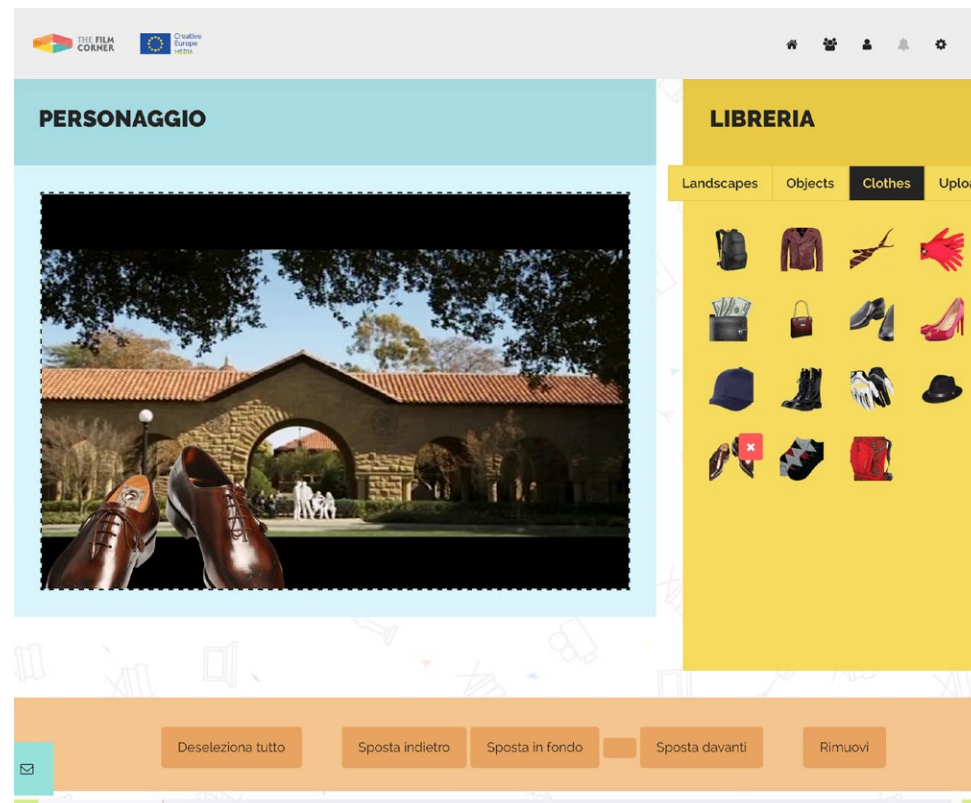 THE FILM
CORNER
Creative
Europe
MEDIA
PERSONAGGIO
LIBRERIA
Landscapes
Objects
Clothes
Uploa
Deseleziona tutto
Sposta indietro
Sposta in fondo
Sposta davanti
Rimuovi